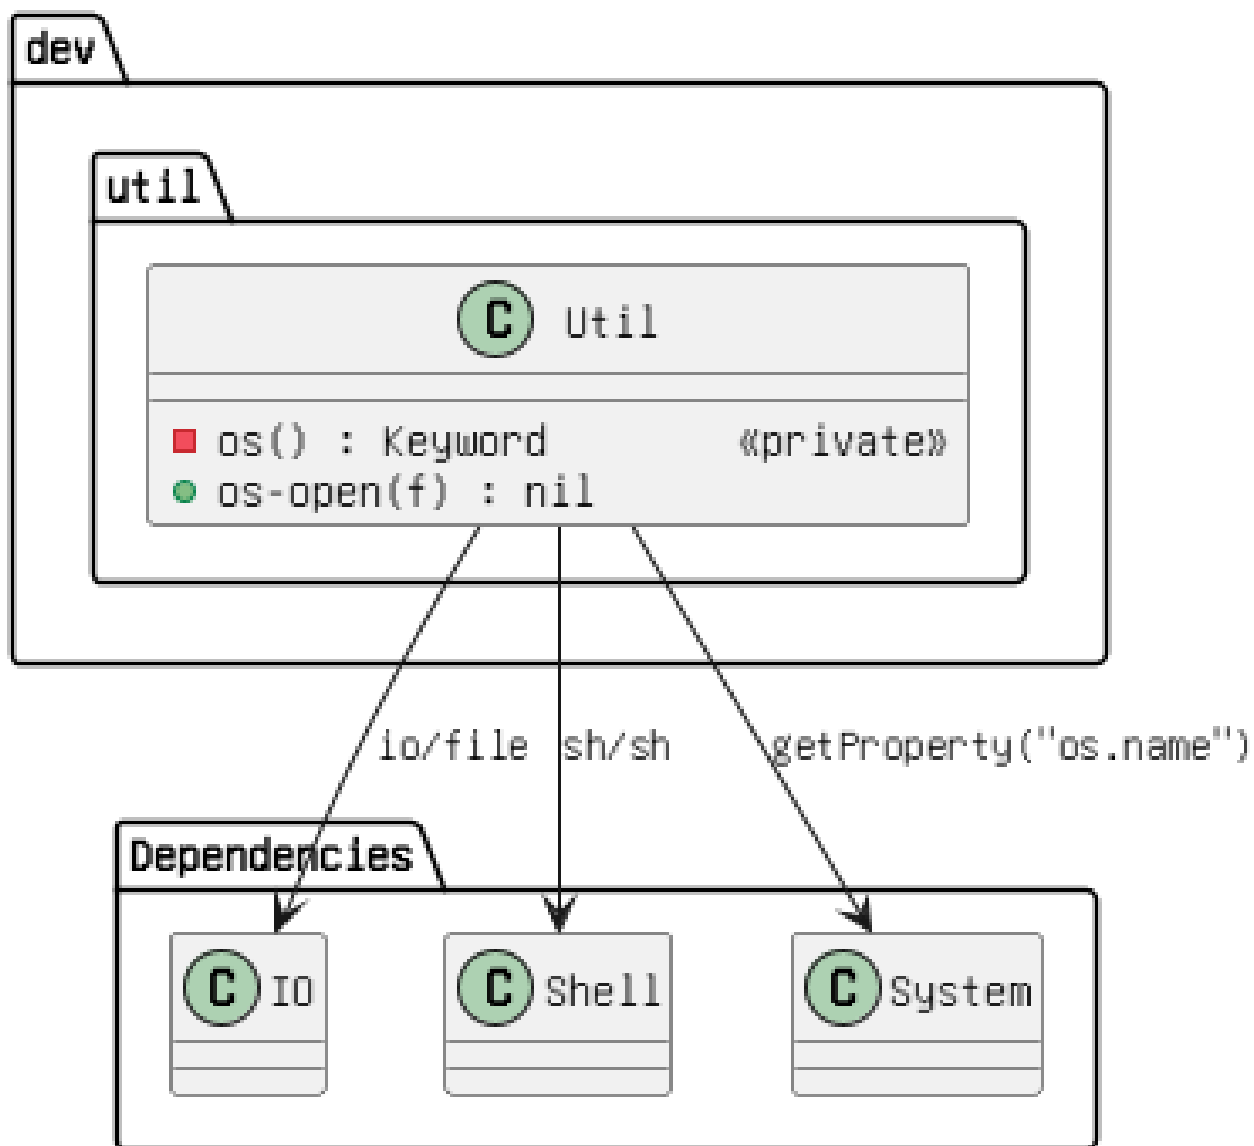 dev
util
C Util
os() : Keyword «private»
os-open(f) : nil
io/file sh/sh getProperty("os.name")
Dependencies
C IO C Shell C System